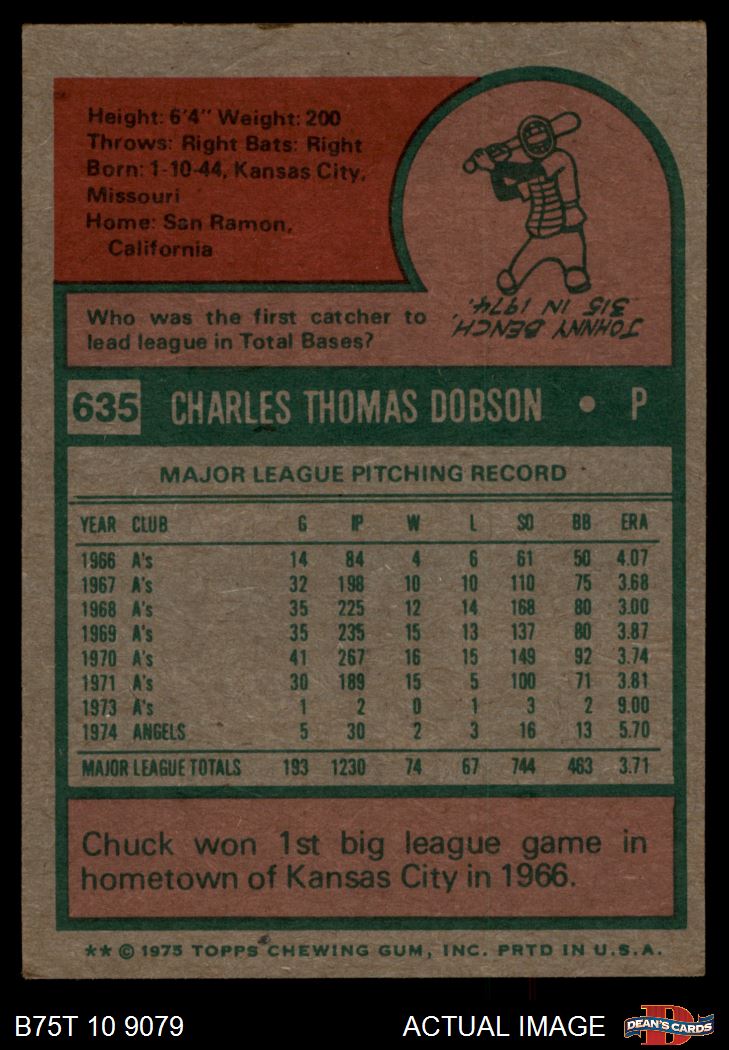 Height: 6'4" Weight: 200
Throws: Right Bats: Right
Born: 1-10-44, Kansas City,
Missouri
Home: San Ramon,
California
Who was the first catcher to
lead league in Total Bases?
JOHNNY BENCH,
315 IN 1974.
635 CHARLES THOMAS DOBSON • P
MAJOR LEAGUE PITCHING RECORD
YEAR CLUB G IP W L SO BB ERA
1966 A's 14 84 4 6 61 50 4.07
1967 A's 32 198 10 10 110 75 3.68
1968 A's 35 225 12 14 168 80 3.00
1969 A's 35 235 15 13 137 80 3.87
1970 A's 41 267 16 15 149 92 3.74
1971 A's 30 189 15 5 100 71 3.81
1973 A's 1 2 0 1 3 2 9.00
1974 ANGELS 5 30 2 3 16 13 5.70
MAJOR LEAGUE TOTALS 193 1230 74 67 744 463 3.71
Chuck won 1st big league game in
hometown of Kansas City in 1966.
** © 1975 TOPPS CHEWING GUM, INC. PRTD IN U.S.A.
B75T 10 9079 ACTUAL IMAGE
D
DEAN'S CARDS